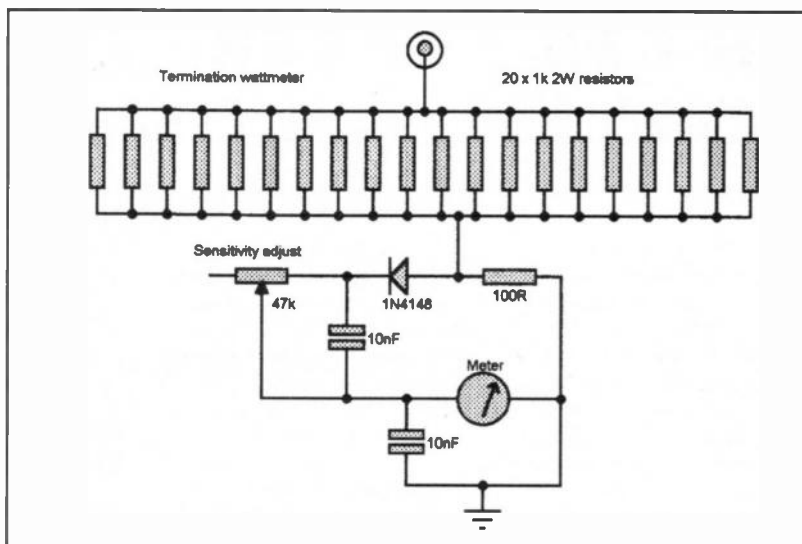 Termination wattmeter
20 x 1k 2W resistors
Sensitivity adjust
47k
1N4148
100R
10nF
Meter
10nF